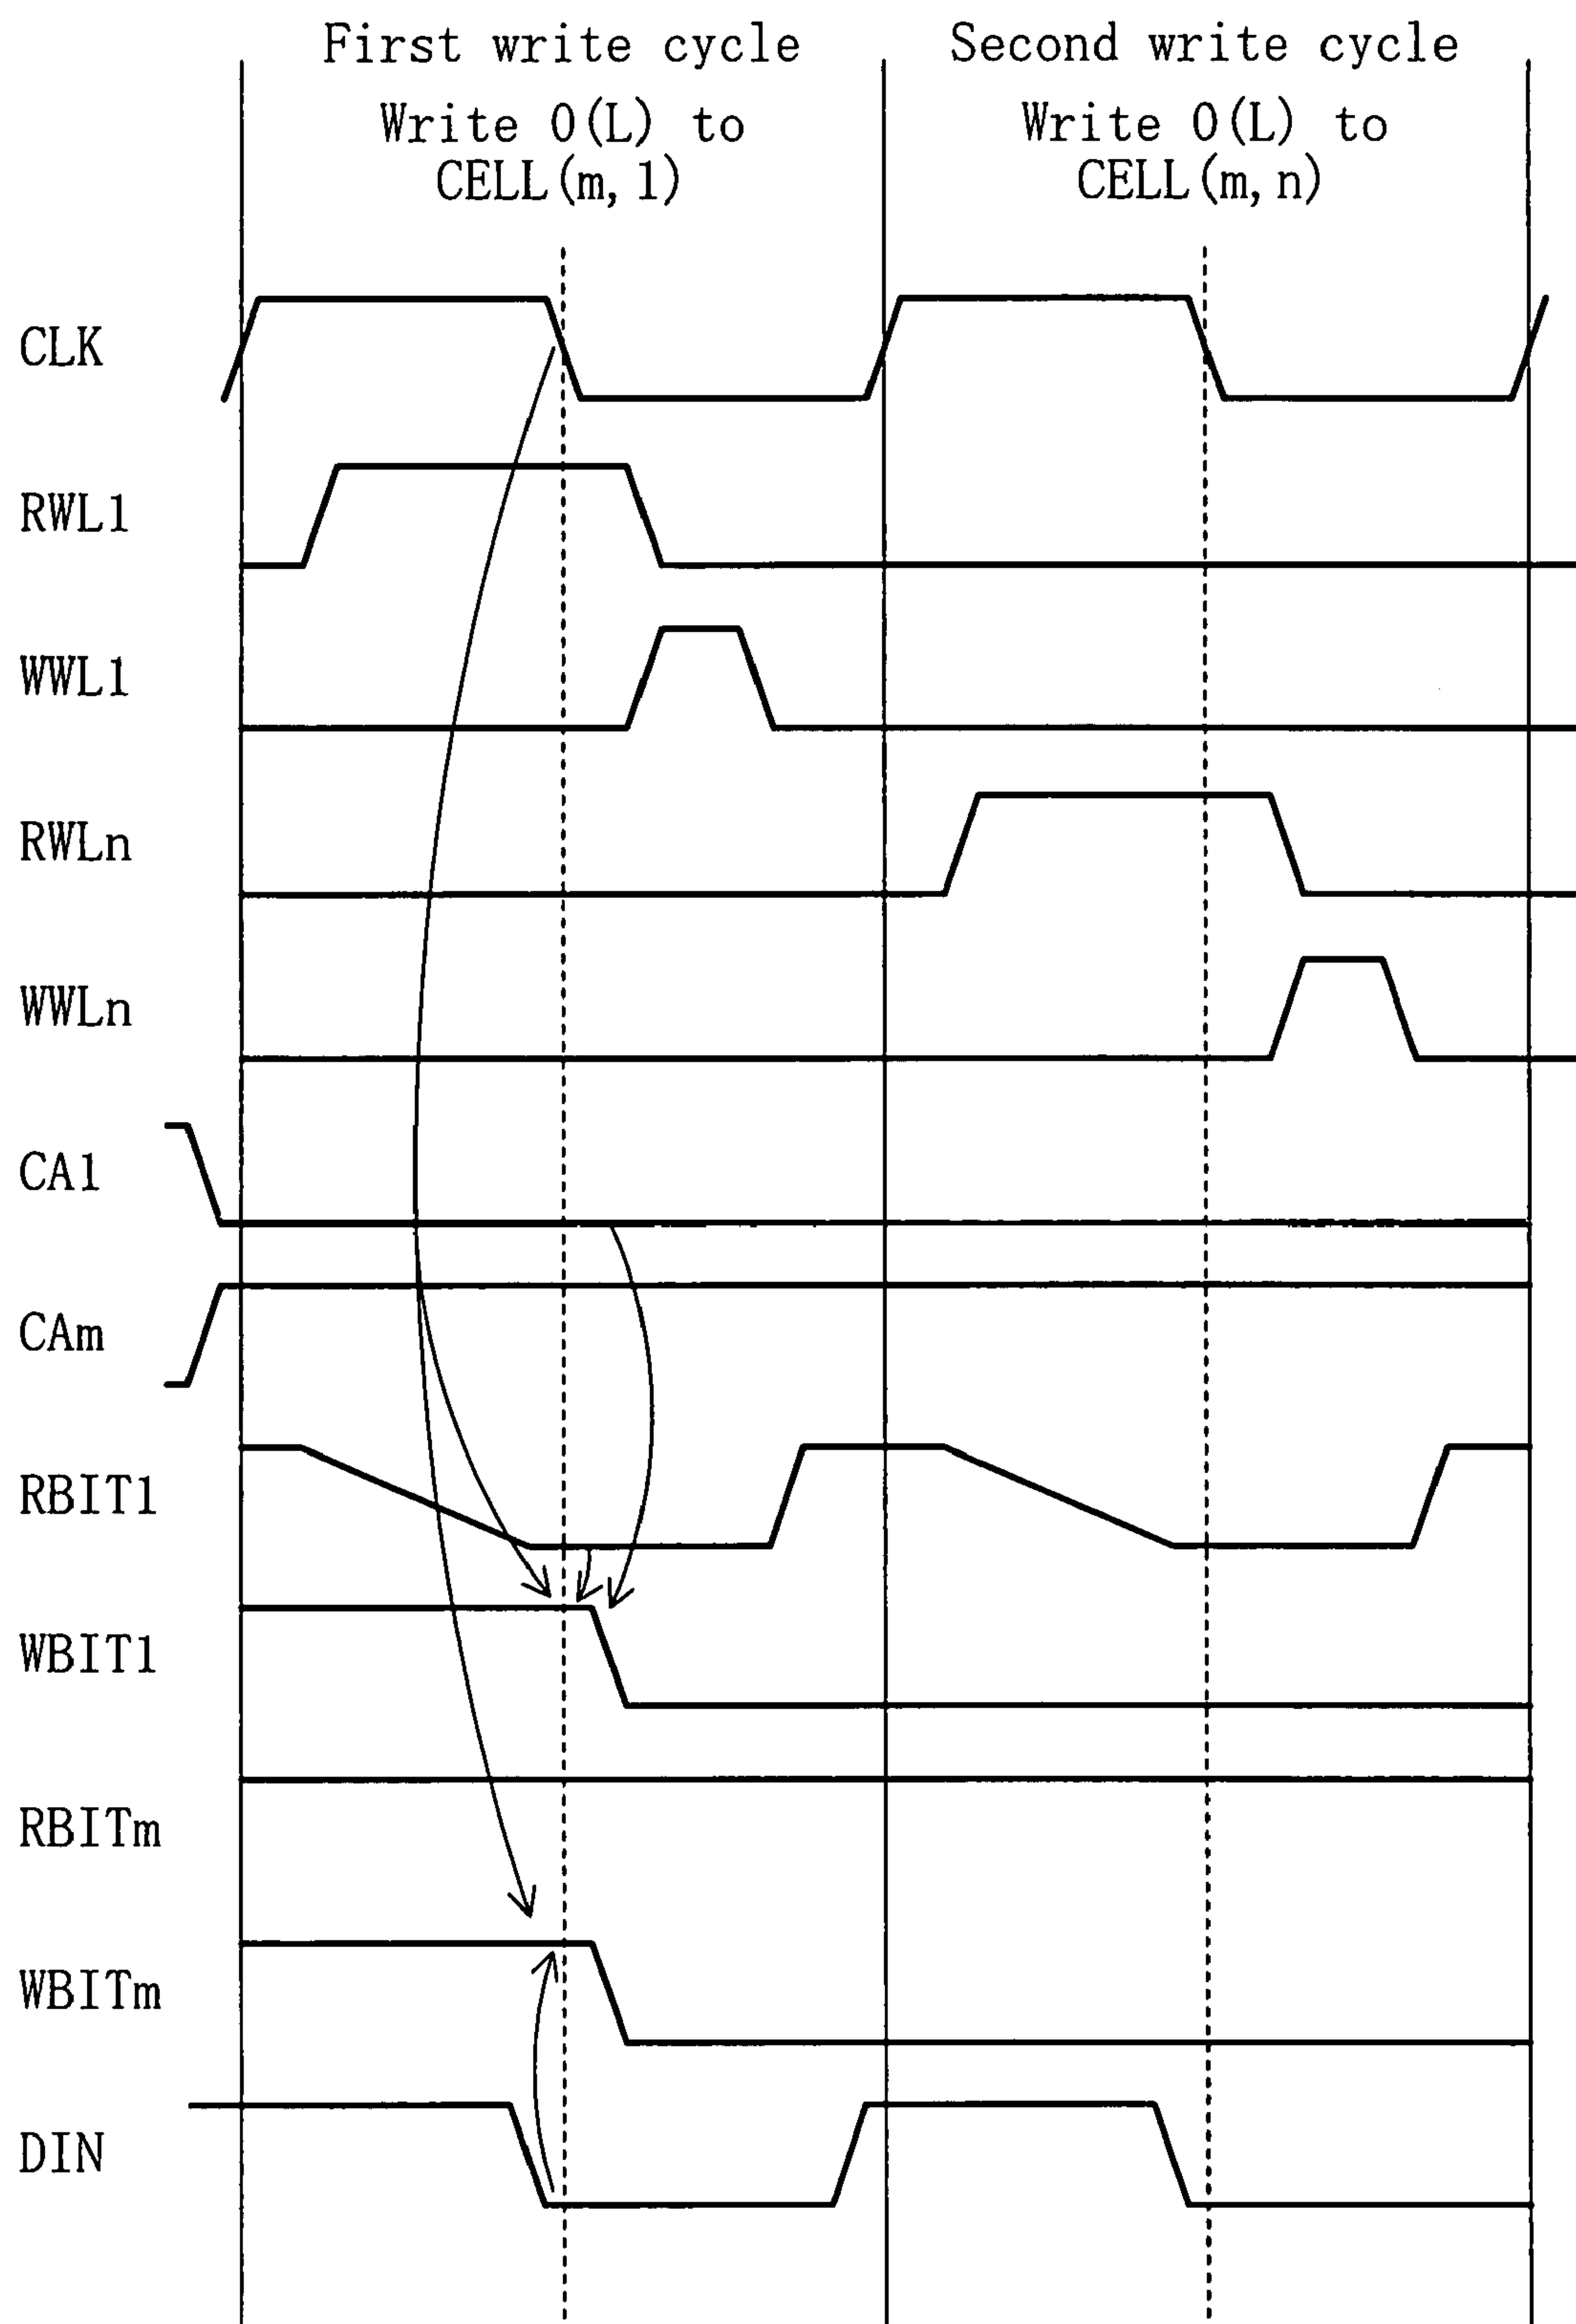 First write cycle
Write 0(L) to
CELL(m, 1)
Second write cycle
Write 0(L) to
CELL(m, n)
CLK
RWL1
WWL1
RWLn
WWLn
CA1
CAm
RBIT1
WBIT1
RBITm
WBITm
DIN